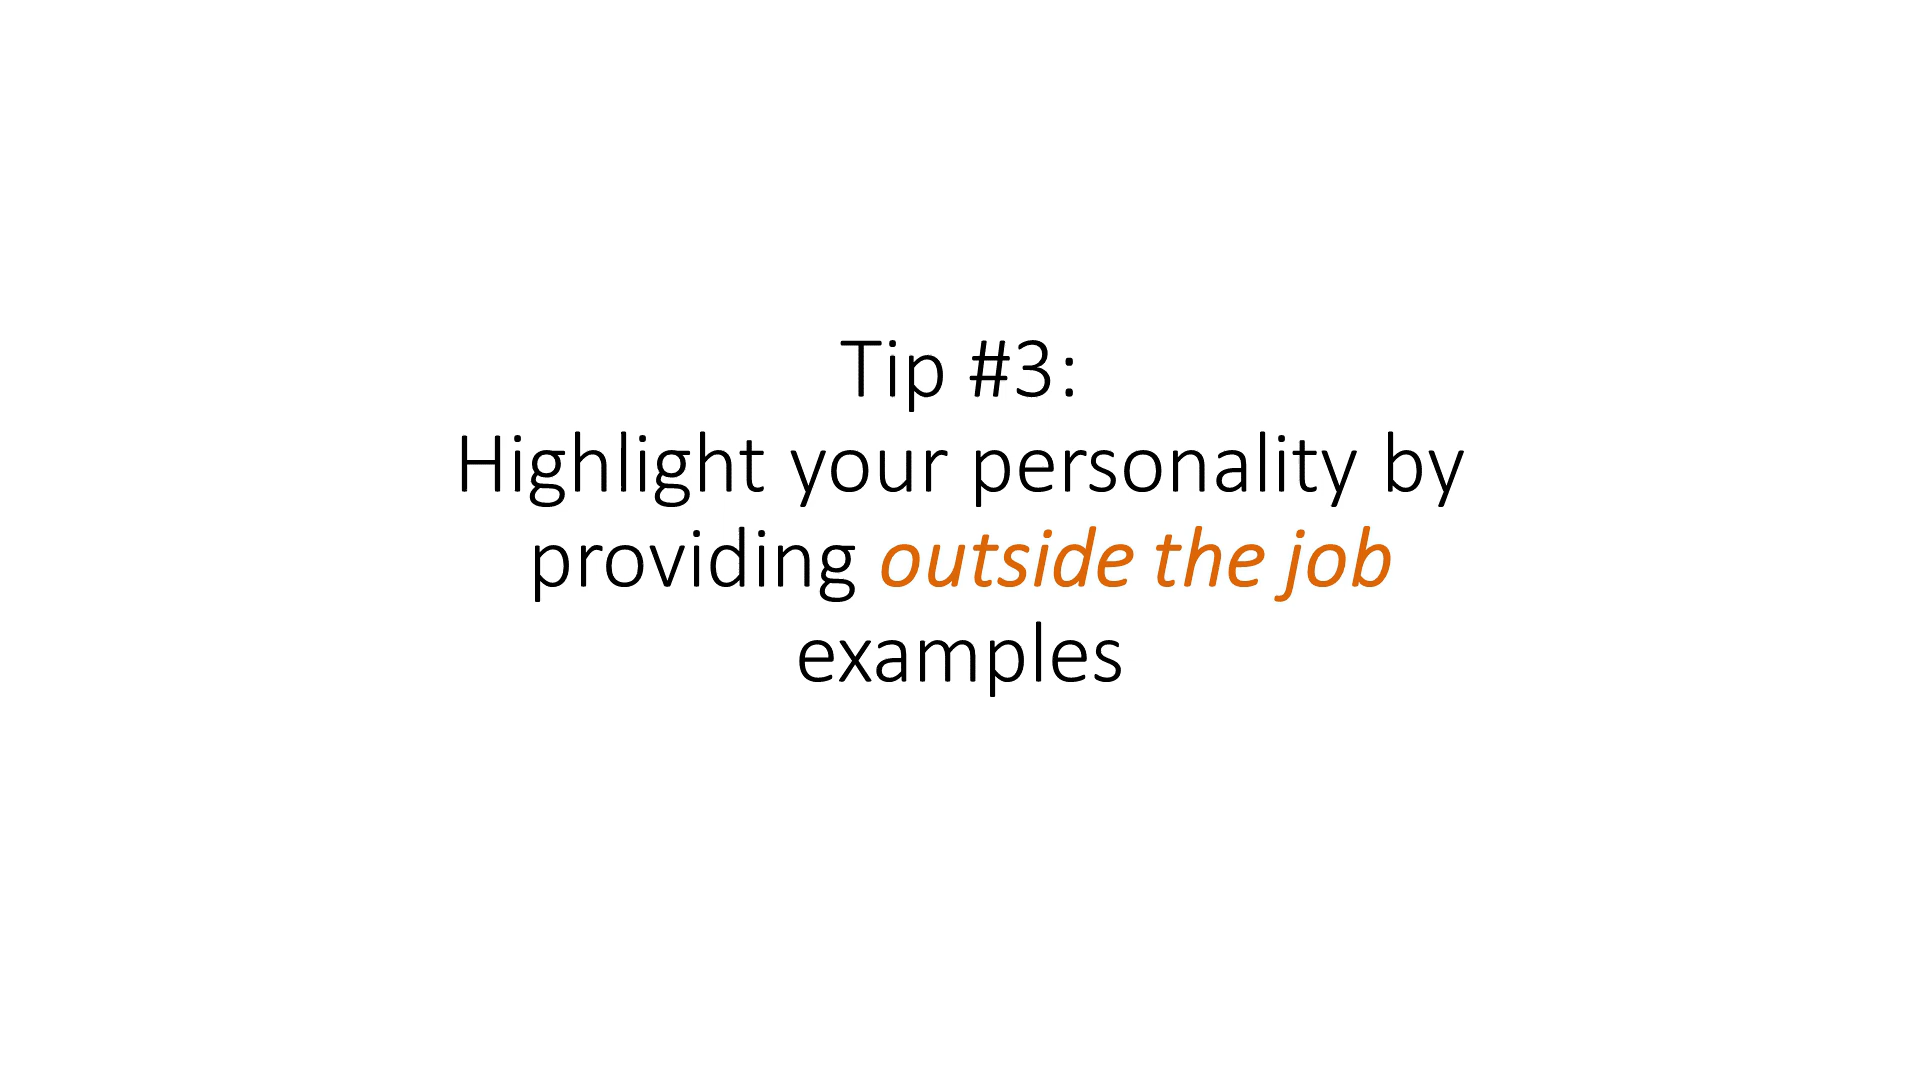 Tip #3:
Highlight your personality by
providing outside the job
examples